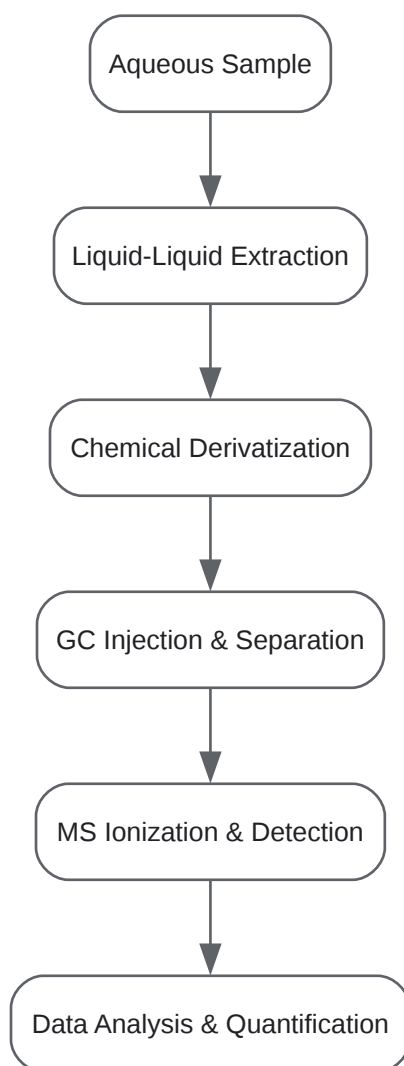 Aqueous Sample
Liquid-Liquid Extraction
Chemical Derivatization
GC Injection & Separation
MS Ionization & Detection
Data Analysis & Quantification